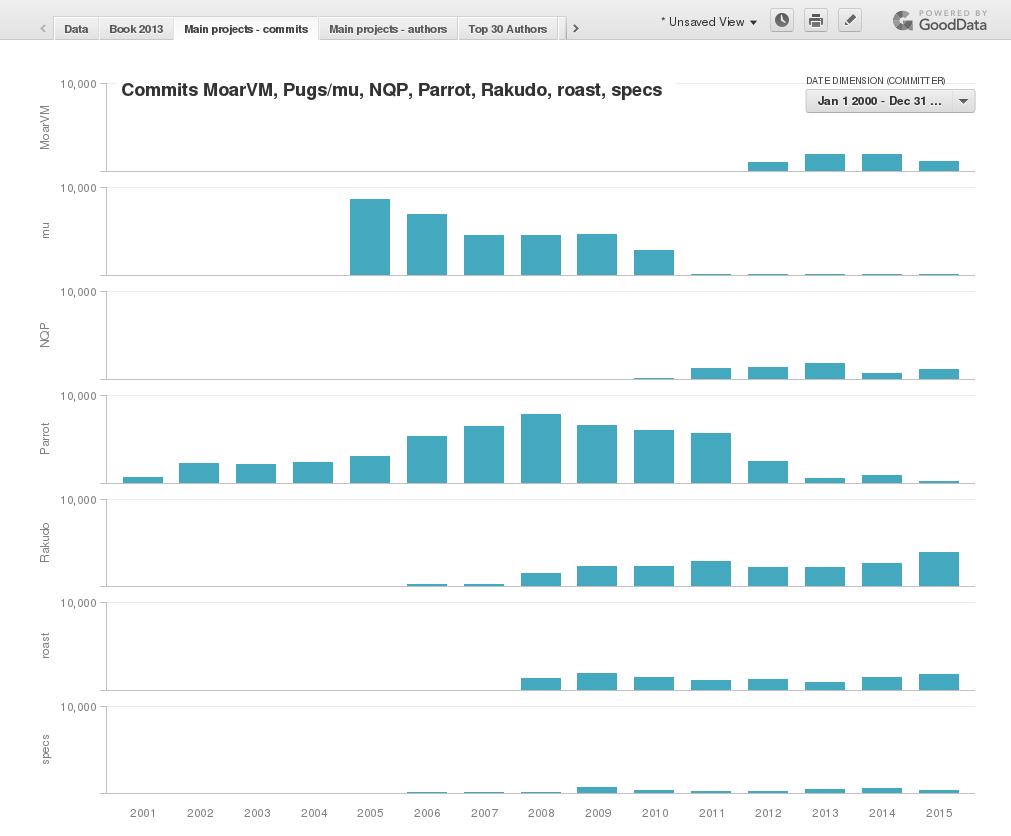 Data Book 2013 Main projects - commits Main projects - authors Top 30 Authors * Unsaved View POWERED BY GoodData
Commits MoarVM, Pugs/mu, NQP, Parrot, Rakudo, roast, specs
DATE DIMENSION (COMMITTER)
Jan 1 2000 - Dec 31 ...
10,000
MoarVM
10,000
mu
10,000
NQP
10,000
Parrot
10,000
Rakudo
10,000
roast
10,000
specs
2001 2002 2003 2004 2005 2006 2007 2008 2009 2010 2011 2012 2013 2014 2015